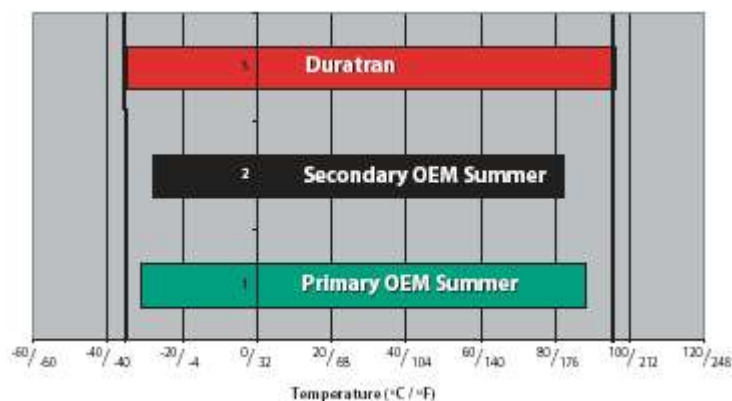 3 Duratran
2 Secondary OEM Summer
1 Primary OEM Summer
-60/-60 -40/-40 -20/-4 0/32 20/68 40/104 60/140 80/176 100/212 120/248
Temperature (°C / °F)